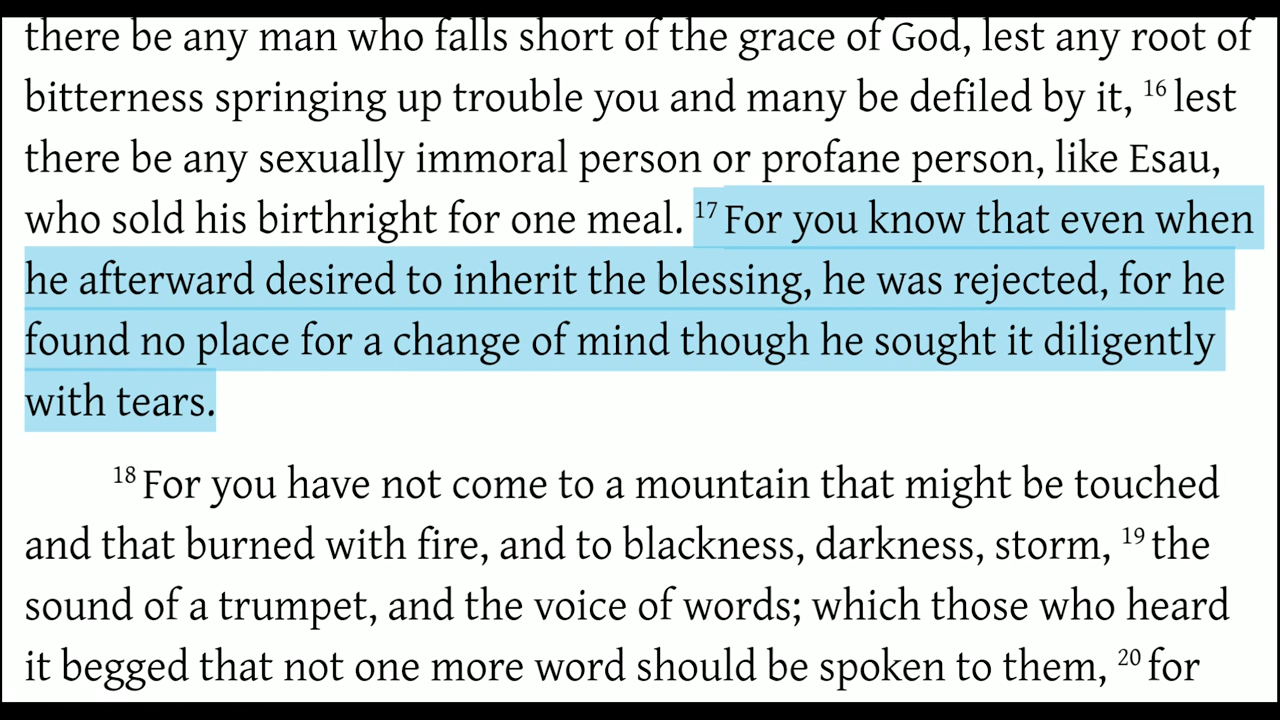 there be any man who falls short of the grace of God, lest any root of
bitterness springing up trouble you and many be defiled by it, 16 lest
there be any sexually immoral person or profane person, like Esau,
who sold his birthright for one meal. 17 For you know that even when
he afterward desired to inherit the blessing, he was rejected, for he
found no place for a change of mind though he sought it diligently
with tears.
18 For you have not come to a mountain that might be touched
and that burned with fire, and to blackness, darkness, storm, 19 the
sound of a trumpet, and the voice of words; which those who heard
it begged that not one more word should be spoken to them, 20 for